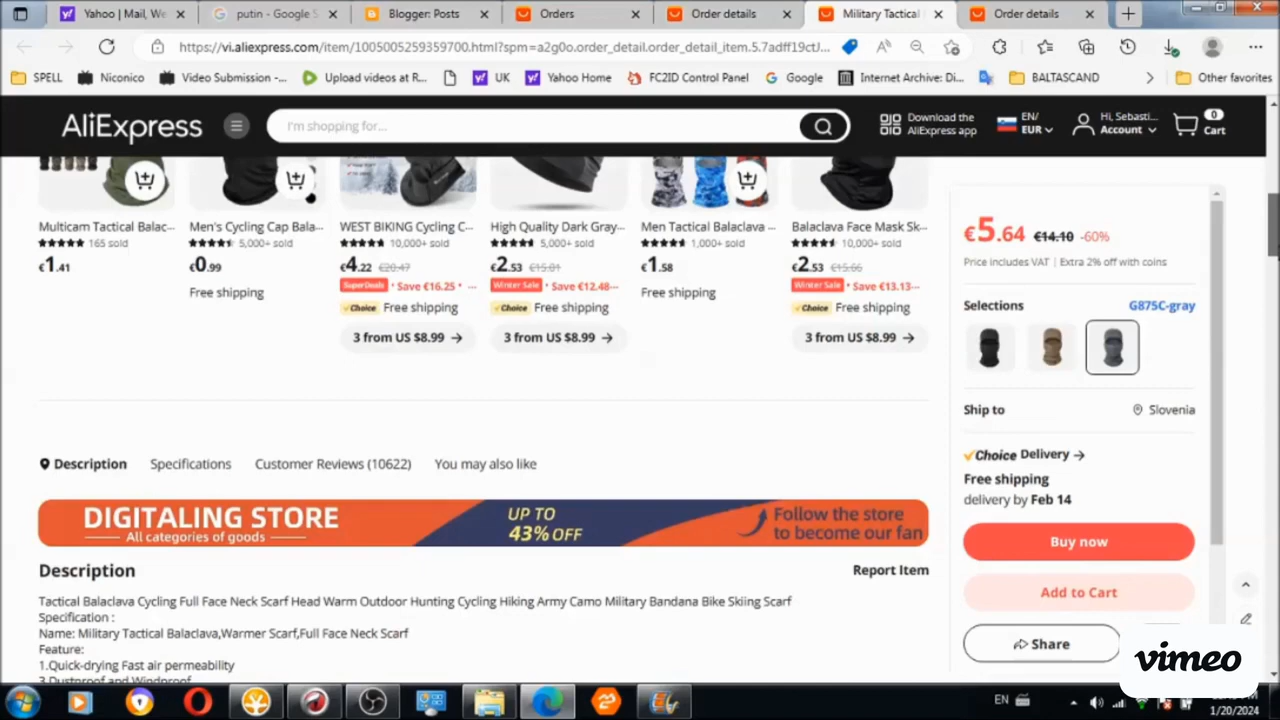 Yahoo | Mail, We
putin - Google S
Blogger: Posts
Orders
Order details
Military Tactical
Order details
https://vi.aliexpress.com/item/1005005259359700.html?spm=a2g0o.order_detail.order_detail_item.5.7adff19ctJ...
SPELL
Niconico
Video Submission -...
Upload videos at R...
UK
Yahoo Home
FC2ID Control Panel
Google
Internet Archive: Di...
BALTASCAND
Other favorites
AliExpress
I'm shopping for...
Download the
AliExpress app
EN/
EUR
Hi, Sebasti...
Account
0
Cart
Multicam Tactical Balac...
Men's Cycling Cap Bala...
WEST BIKING Cycling C...
High Quality Dark Gray...
Men Tactical Balaclava ...
Balaclava Face Mask Sk...
165 sold
5,000+ sold
10,000+ sold
5,000+ sold
1,000+ sold
10,000+ sold
€1.41
€0.99
€4.22 €20.47
€2.53 €15.01
€1.58
€2.53 €15.66
Free shipping
SuperDeals · Save €16.25 · ...
Winter Sale · Save €12.48...
Free shipping
Winter Sale · Save €13.13...
Choice Free shipping
Choice Free shipping
Choice Free shipping
3 from US $8.99 →
3 from US $8.99 →
3 from US $8.99 →
€5.64 €14.10 -60%
Price includes VAT | Extra 2% off with coins
Selections G875C-gray
Ship to Slovenia
Choice Delivery →
Free shipping
delivery by Feb 14
Buy now
Add to Cart
Share
Description
Specifications
Customer Reviews (10622)
You may also like
DIGITALING STORE
All categories of goods
UP TO
43% OFF
Follow the store
to become our fan
Description
Report Item
Tactical Balaclava Cycling Full Face Neck Scarf Head Warm Outdoor Hunting Cycling Hiking Army Camo Military Bandana Bike Skiing Scarf
Specification :
Name: Military Tactical Balaclava,Warmer Scarf,Full Face Neck Scarf
Feature:
1.Quick-drying Fast air permeability
3.Dustproof and Windproof
vimeo
EN
1/20/2024